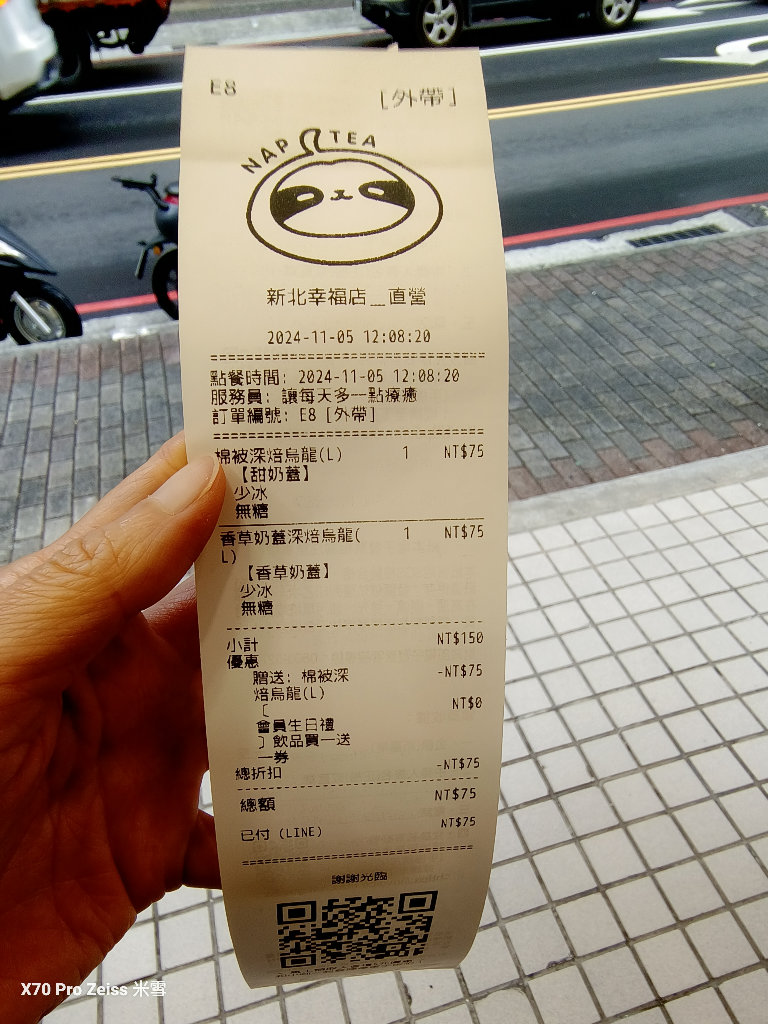 E8
[外帶]
NAP TEA
新北幸福店__直營
2024-11-05 12:08:20
點餐時間: 2024-11-05 12:08:20
服務員: 讓每天多一點療癒
訂單編號: E8 [外帶]
棉被深焙烏龍(L) 1 NT$75
【甜奶蓋】
少冰
無糖
香草奶蓋深焙烏龍( 1 NT$75
L)
【香草奶蓋】
少冰
無糖
小計 NT$150
優惠
贈送: 棉被深 -NT$75
焙烏龍(L)
[ NT$0
會員生日禮
] 飲品買一送
一券
總折扣 -NT$75
總額 NT$75
已付 (LINE) NT$75
謝謝光臨
X70 Pro Zeiss 米雪